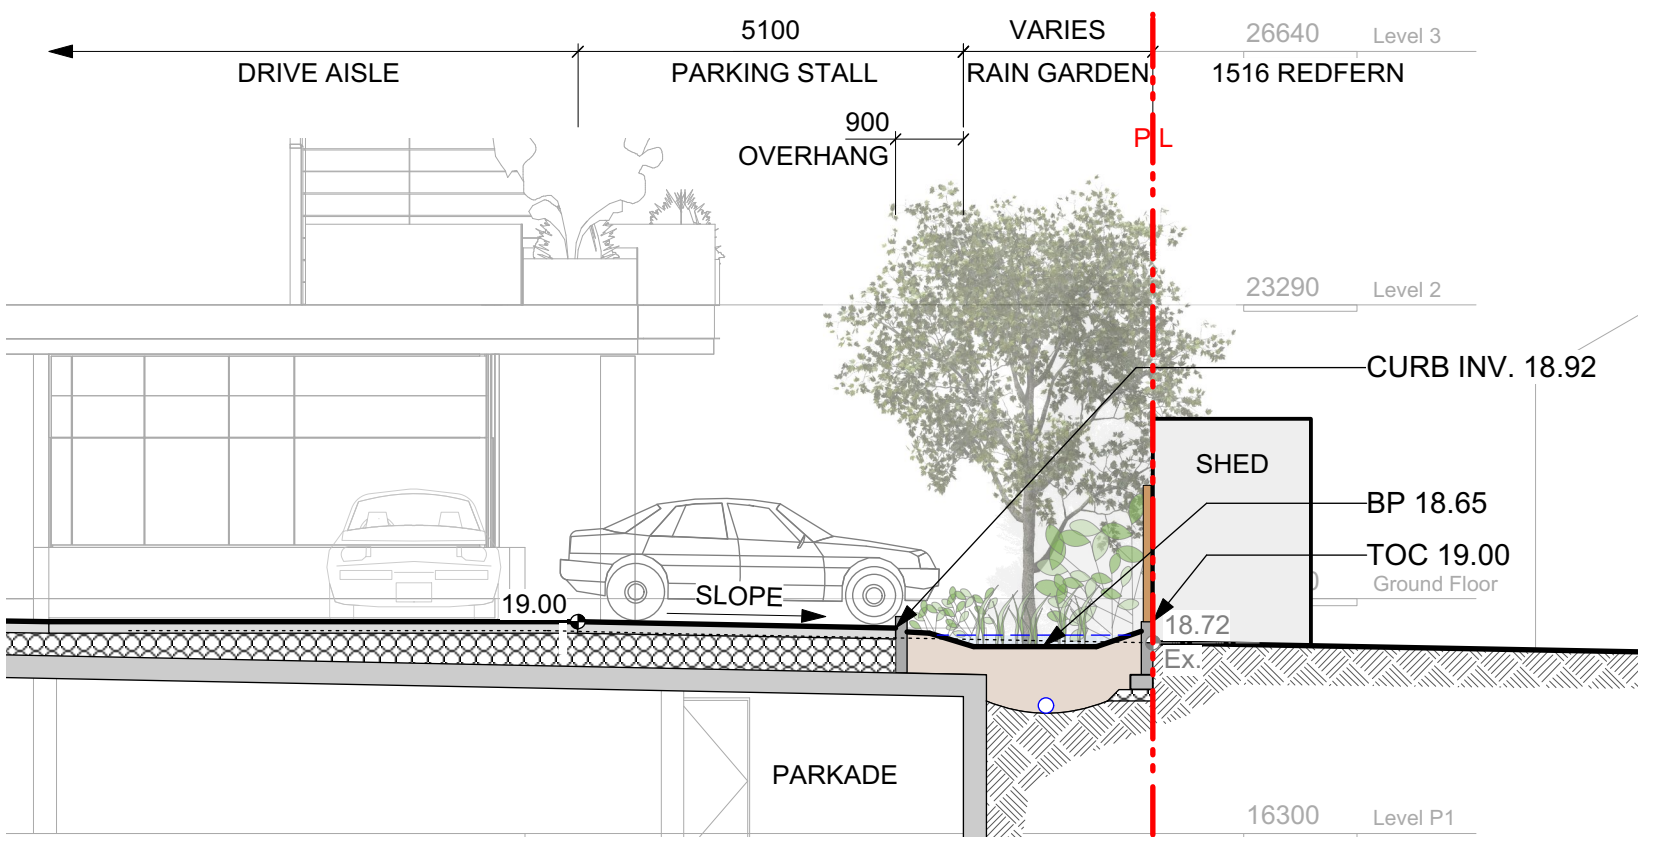 5100
VARIES
26640
Level 3
DRIVE AISLE
PARKING STALL
RAIN GARDEN
1516 REDFERN
900
OVERHANG
P L
23290
Level 2
CURB INV. 18.92
SHED
BP 18.65
TOC 19.00
Ground Floor
19.00
SLOPE
18.72
Ex.
PARKADE
16300
Level P1